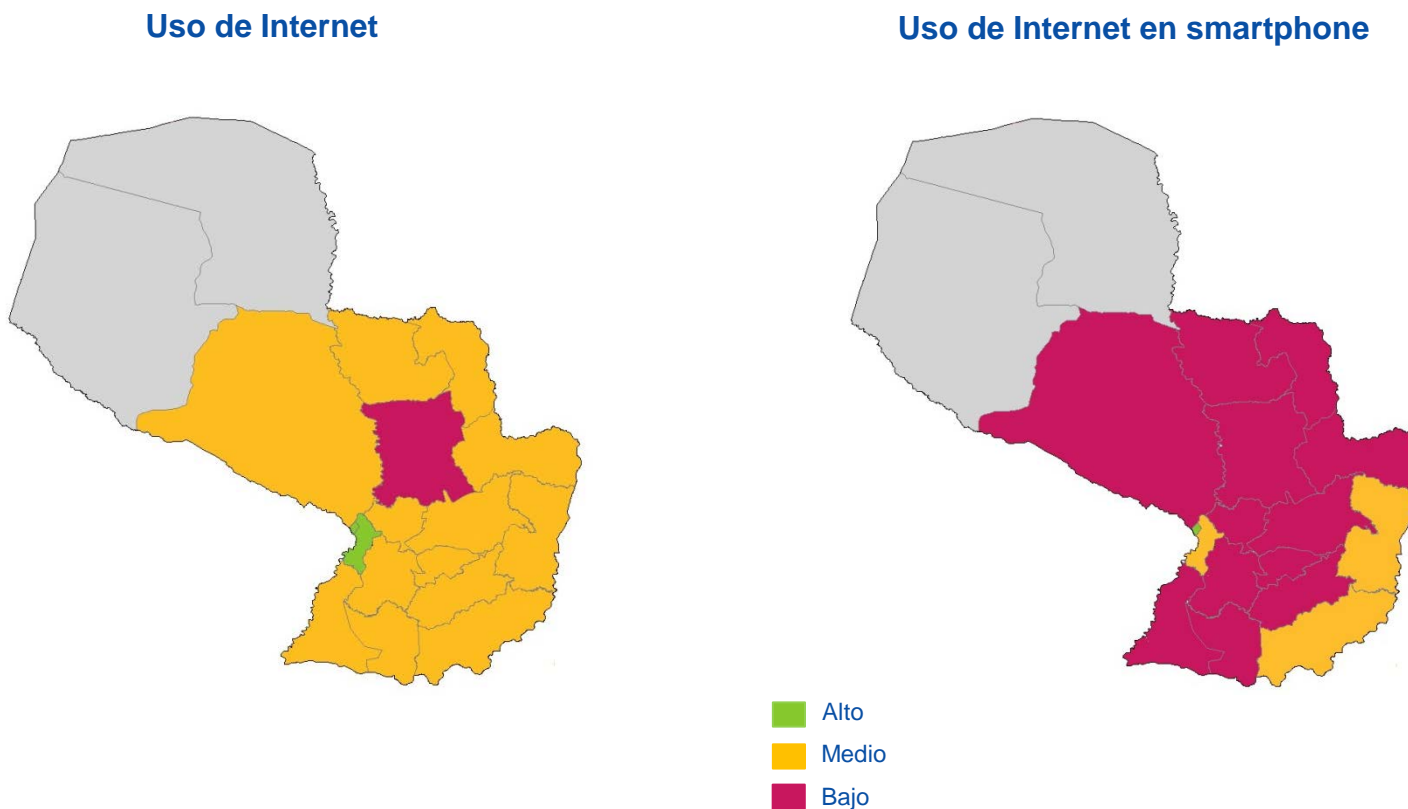 Uso de Internet
Uso de Internet en smartphone
Alto
Medio
Bajo